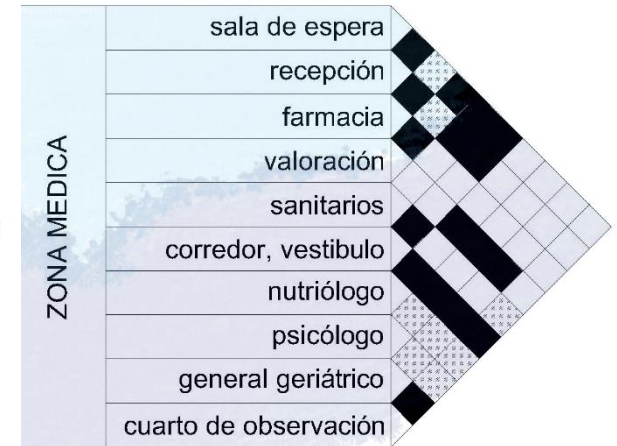 ZONA MEDICA
sala de espera
recepción
farmacia
valoración
sanitarios
corredor, vestibulo
nutriólogo
psicólogo
general geriátrico
cuarto de observación